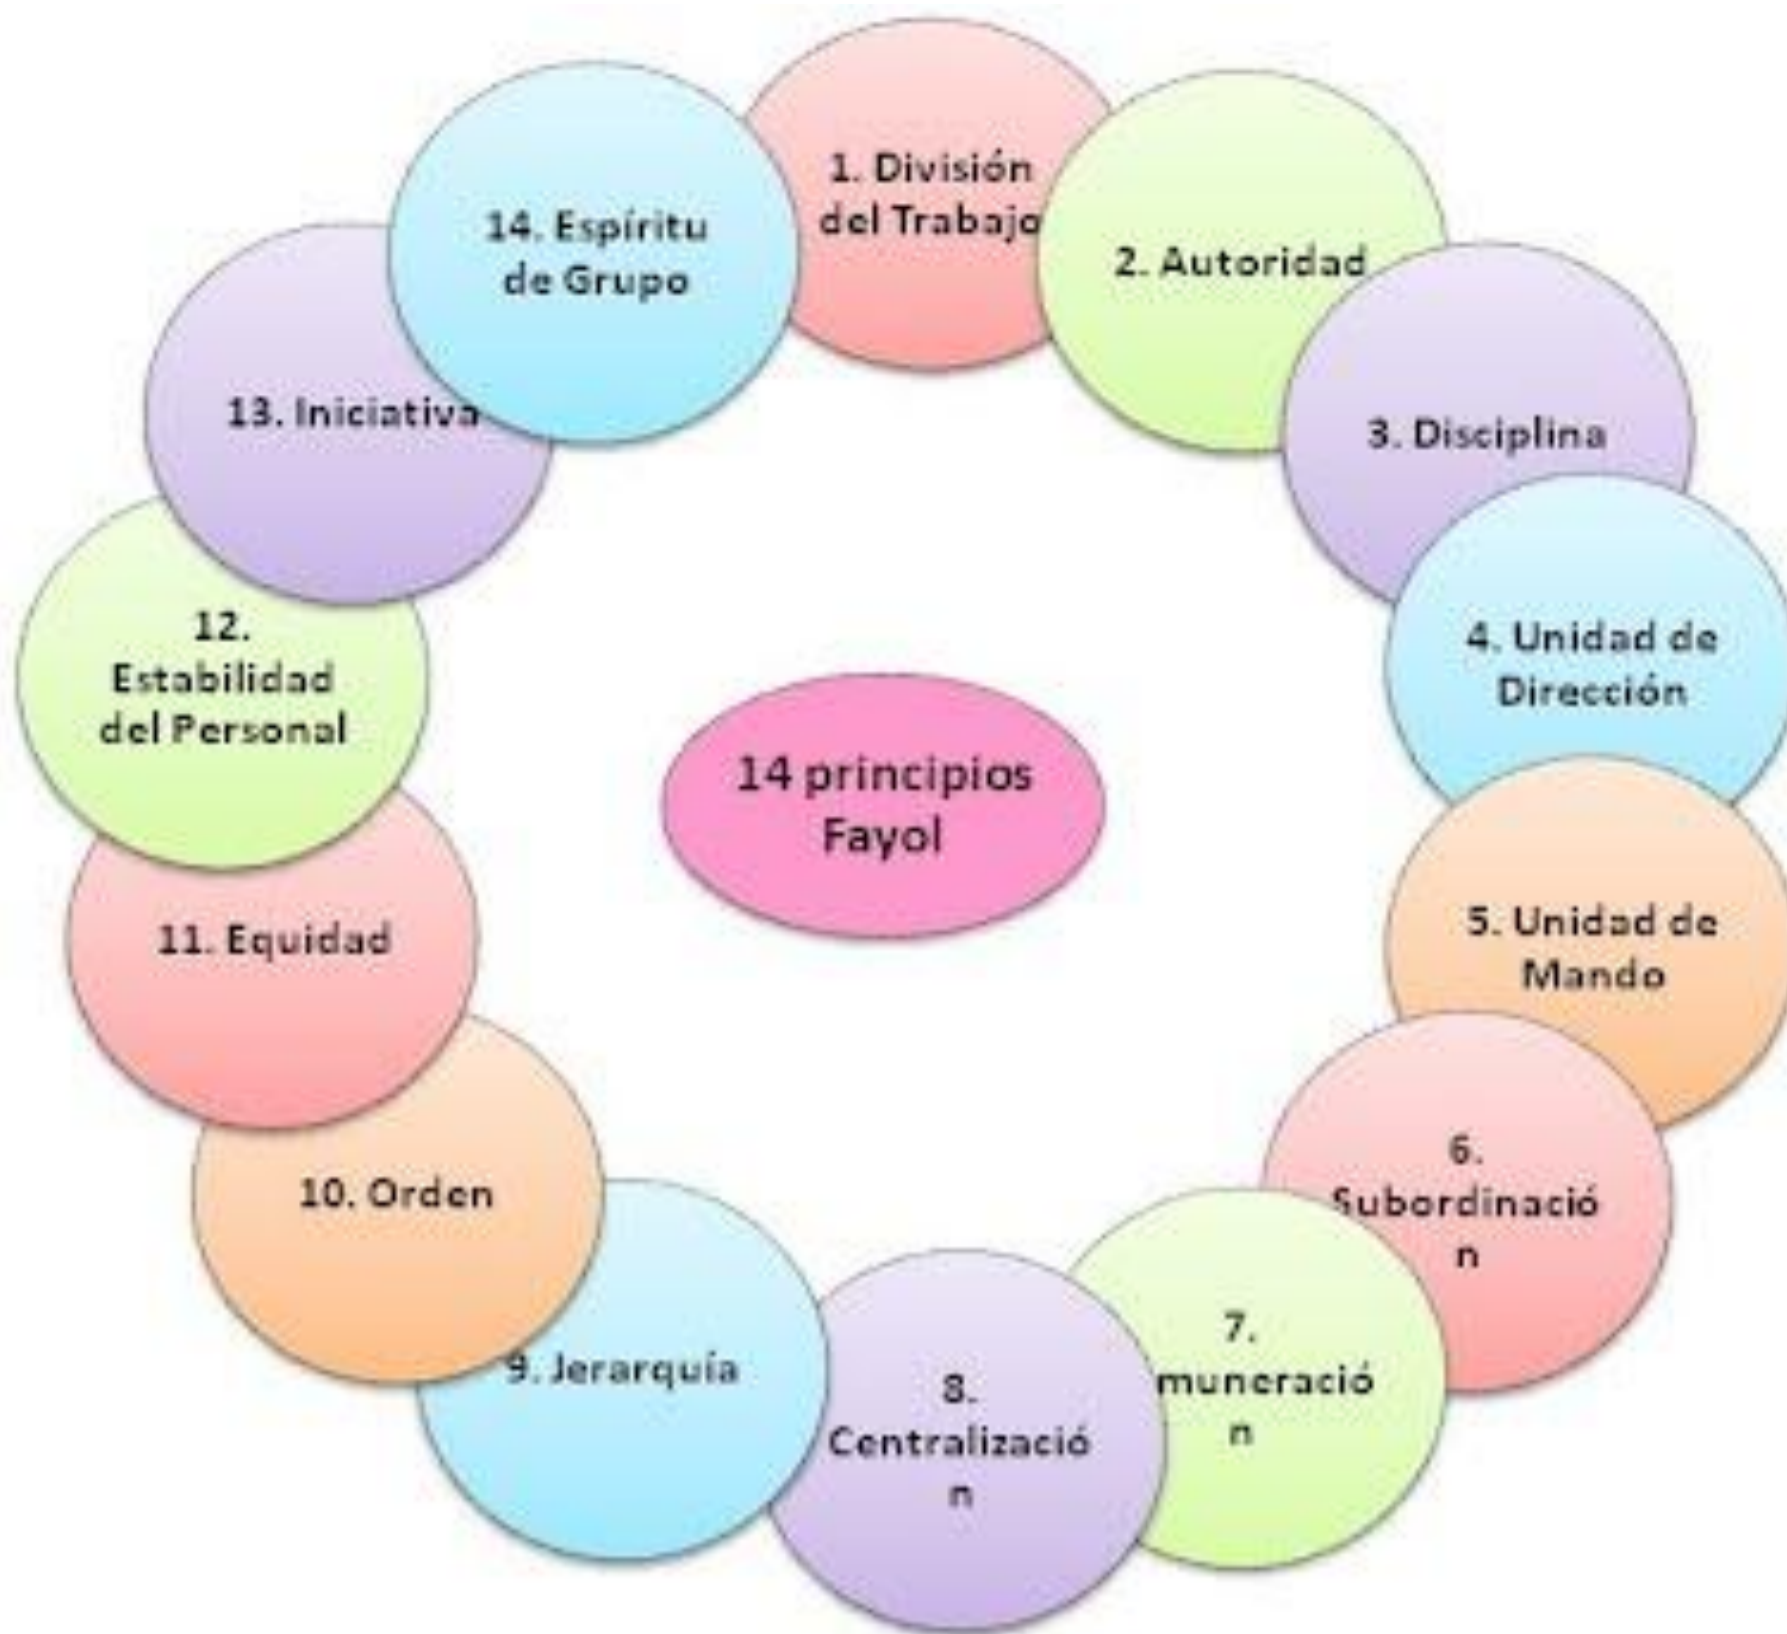 1. División
del Trabajo
2. Autoridad
3. Disciplina
4. Unidad de
Dirección
5. Unidad de
Mando
6.
Subordinació
n
7.
muneració
n
8.
Centralizació
n
9. Jerarquía
10. Orden
11. Equidad
12.
Estabilidad
del Personal
13. Iniciativa
14. Espíritu
de Grupo
14 principios
Fayol